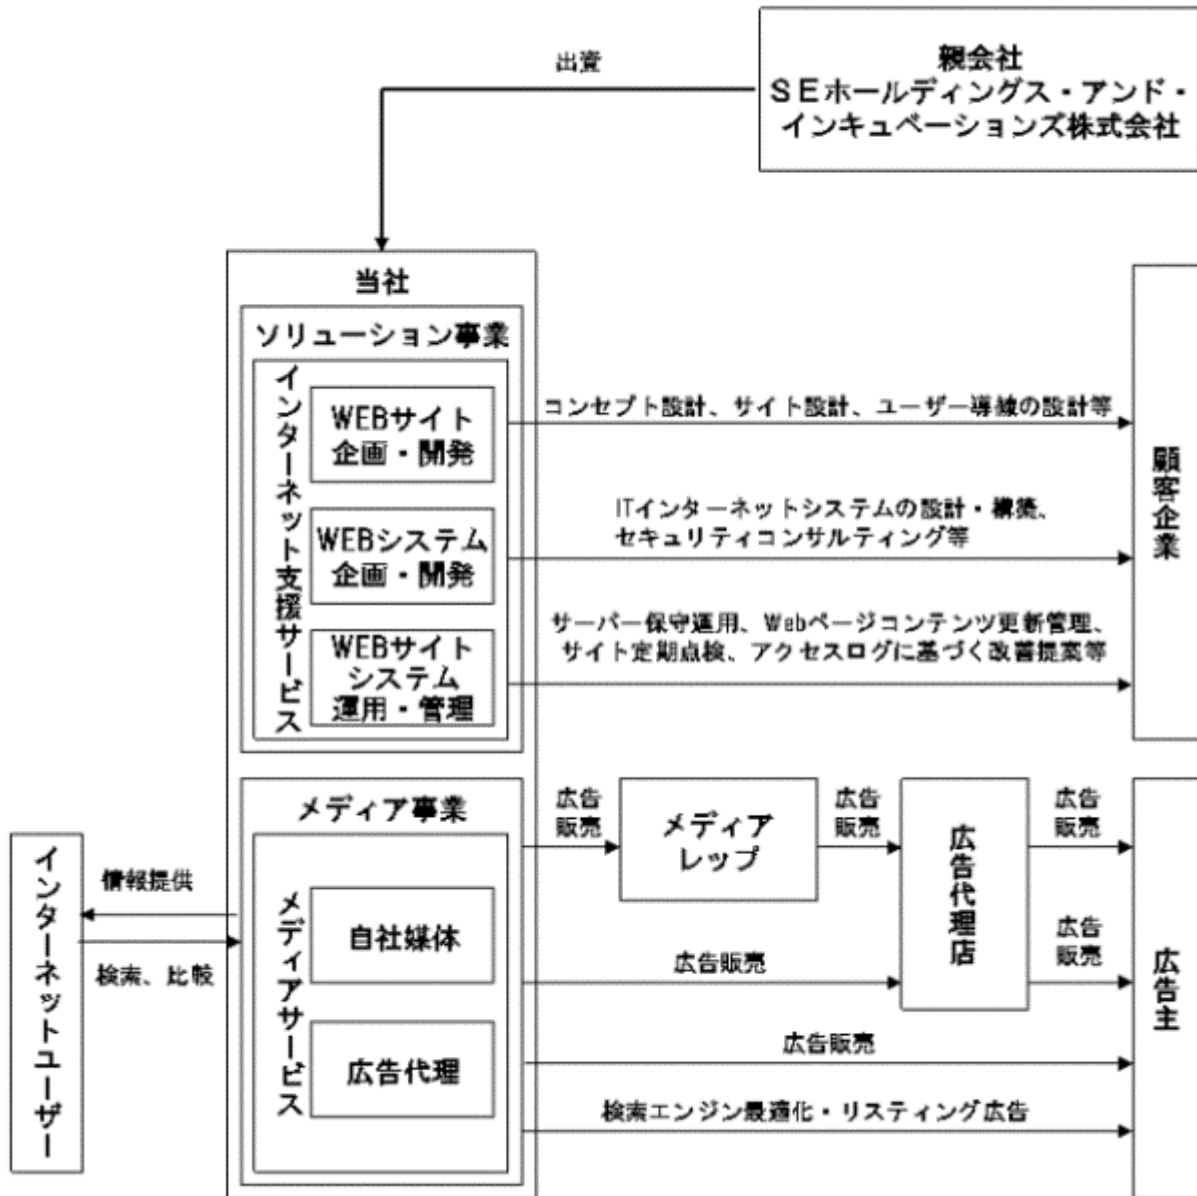 出資
親会社
ＳＥホールディングス・アンド・
インキュベーションズ株式会社
当社
ソリューション事業
インターネット支援サービス
WEBサイト
企画・開発
コンセプト設計、サイト設計、ユーザー導線の設計等
WEBシステム
企画・開発
ITインターネットシステムの設計・構築、
セキュリティコンサルティング等
WEBサイト
システム
運用・管理
サーバー保守運用、Webページコンテンツ更新管理、
サイト定期点検、アクセスログに基づく改善提案等
顧客企業
メディア事業
メディアサービス
自社媒体
広告代理
インターネットユーザー
情報提供
検索、比較
広告
販売
メディア
レップ
広告
販売
広告代理店
広告
販売
広告販売
広告
販売
広告販売
検索エンジン最適化・リスティング広告
広告主